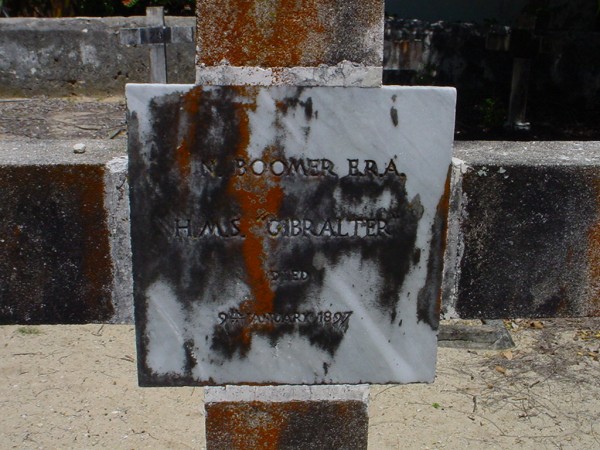 N. BOOMER E.R.A.
H.M.S. "GIBRALTER"
DIED
9TH JANUARY 1897